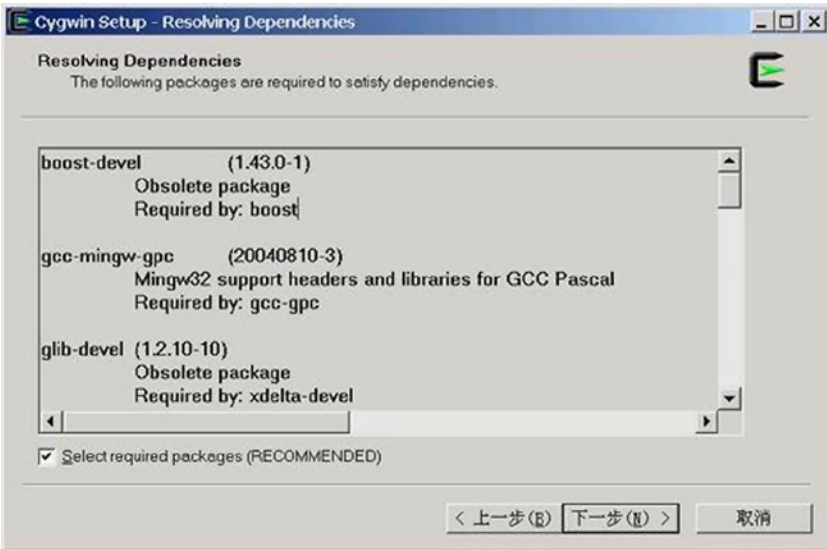 Cygwin Setup - Resolving Dependencies
Resolving Dependencies
The following packages are required to satisfy dependencies.
boost-devel (1.43.0-1)
Obsolete package
Required by: boost
gcc-mingw-gpc (20040810-3)
Mingw32 support headers and libraries for GCC Pascal
Required by: gcc-gpc
glib-devel (1.2.10-10)
Obsolete package
Required by: xdelta-devel
Select required packages (RECOMMENDED)
< 上一步(B) 下一步(N) > 取消